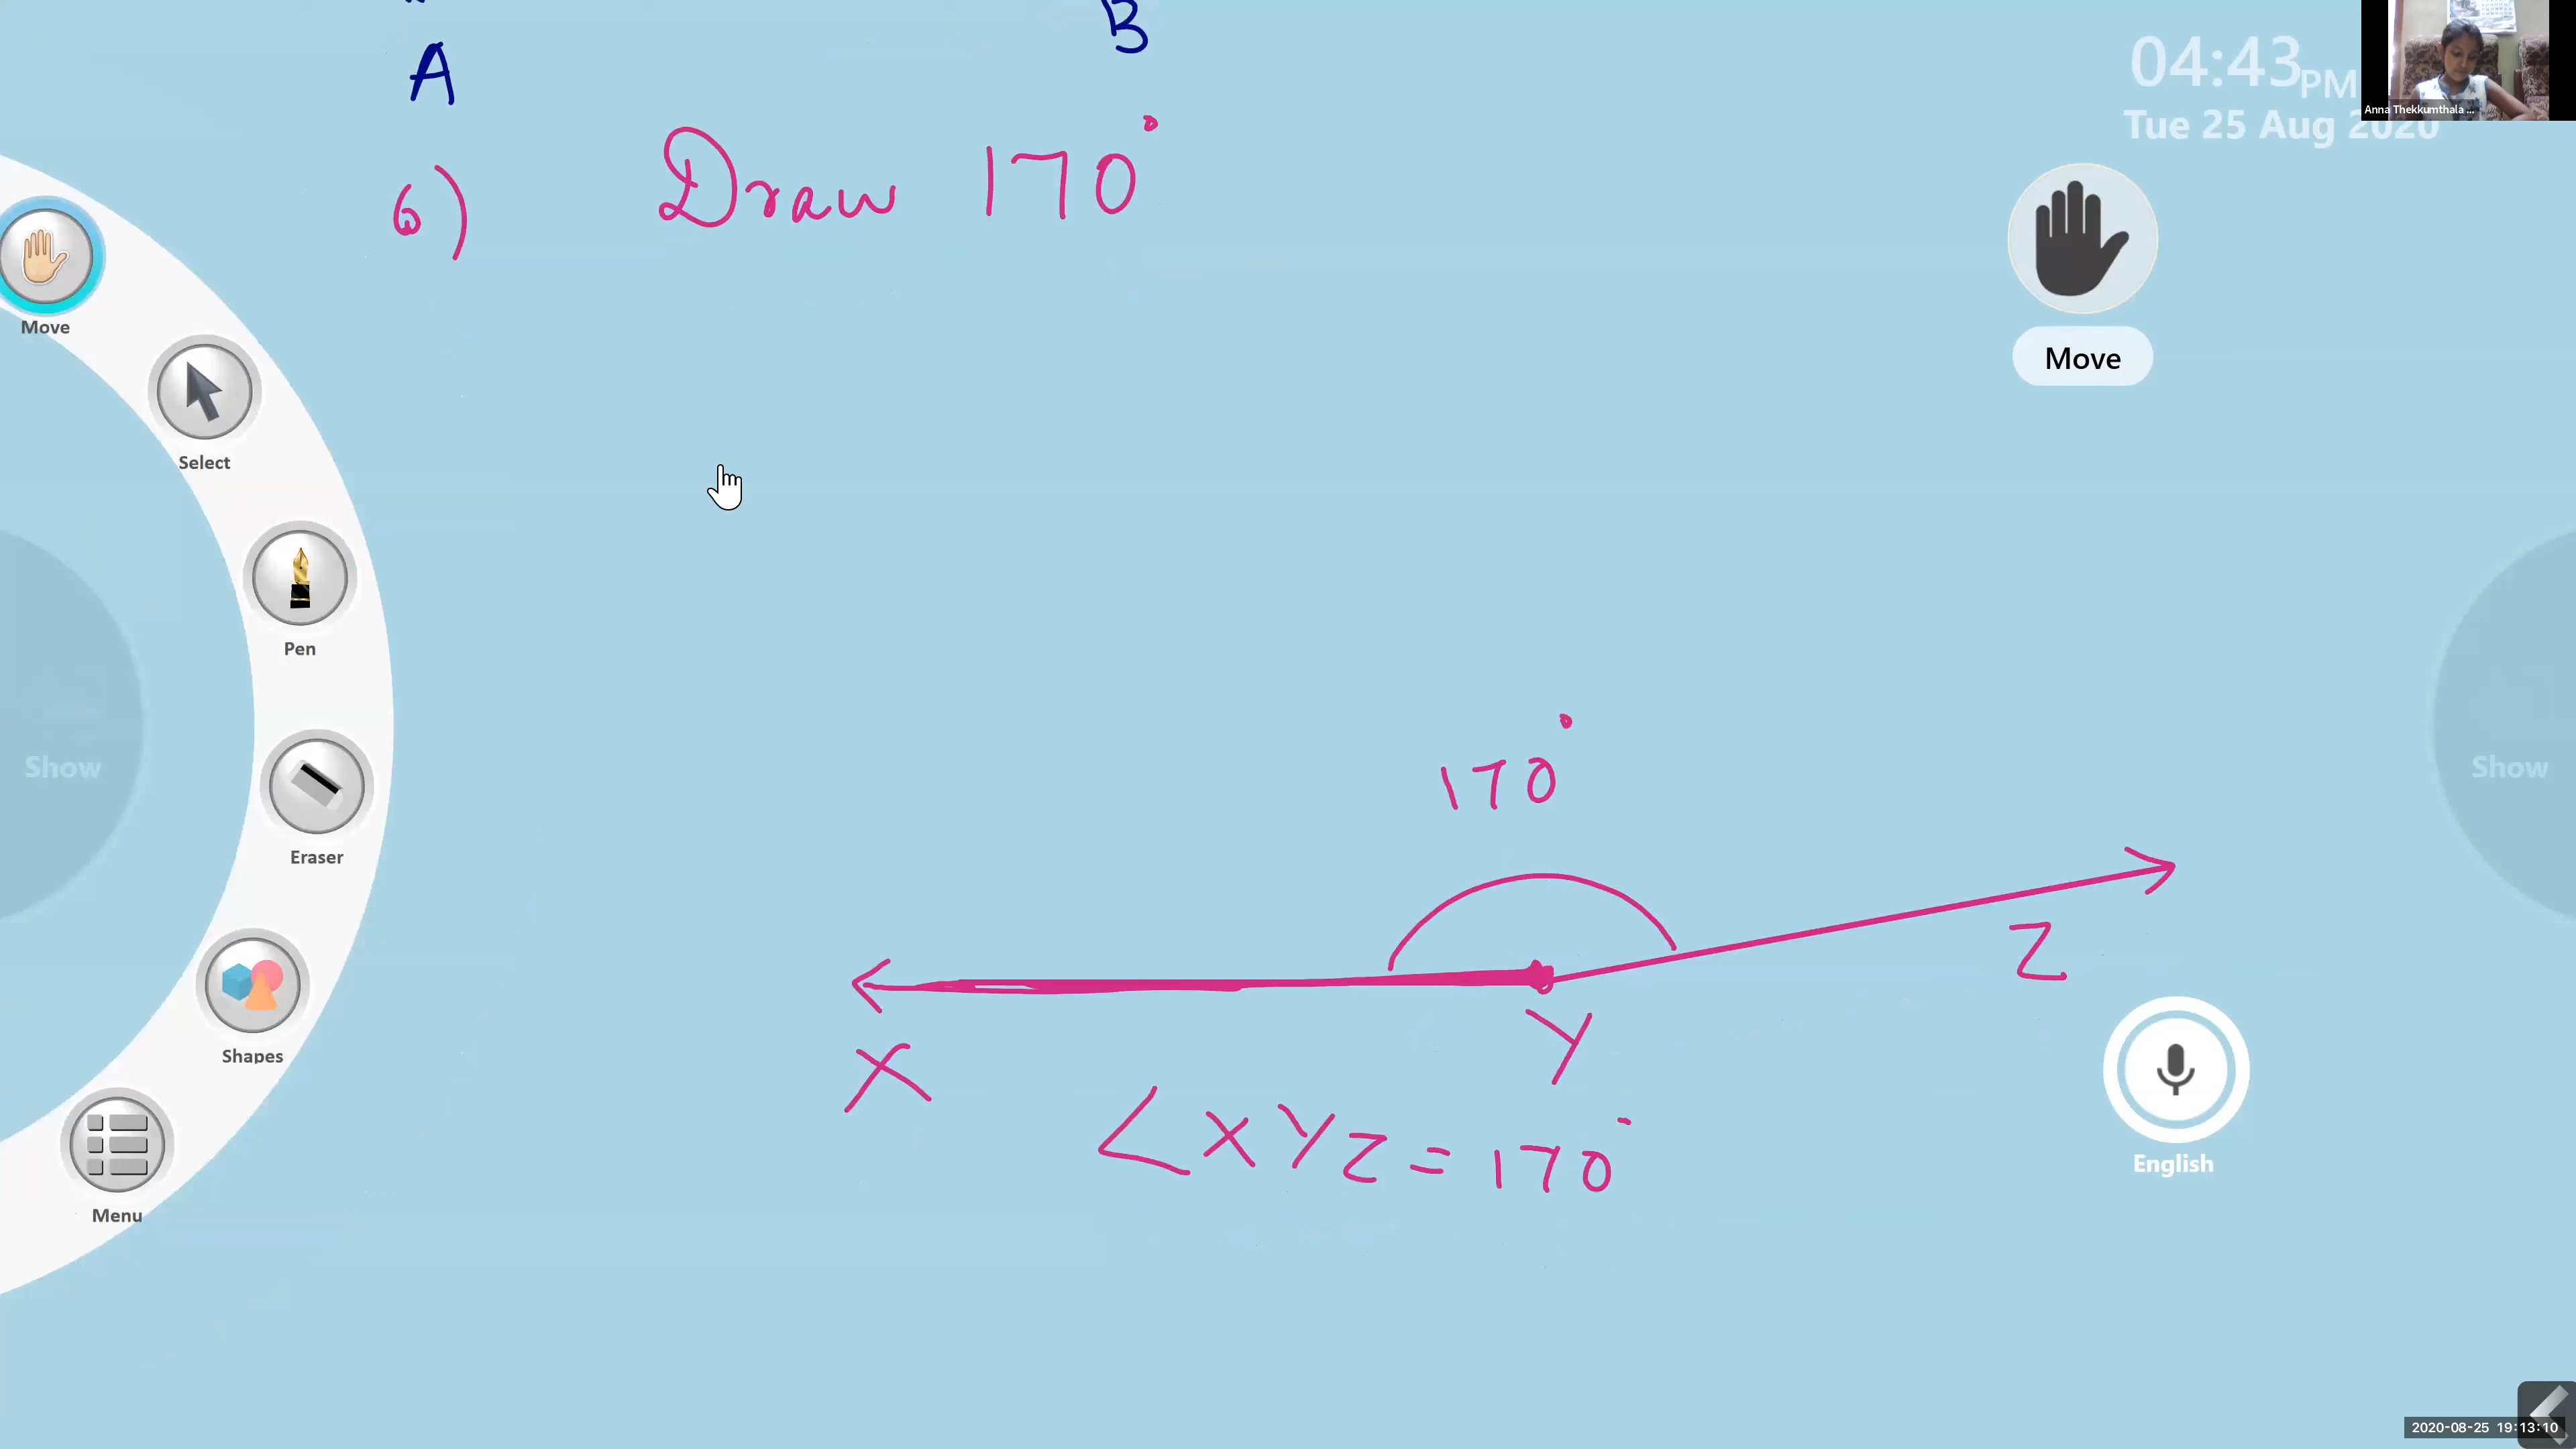 A
B
04:43PM
Tue 25 Aug 2020
Anna Thekkumthala ...
6) Draw 170°
Move
Select
Pen
Eraser
Shapes
Menu
Show
Move
170°
X
Y
Z
∠XYZ = 170°
Show
English
2020-08-25 19:13:10